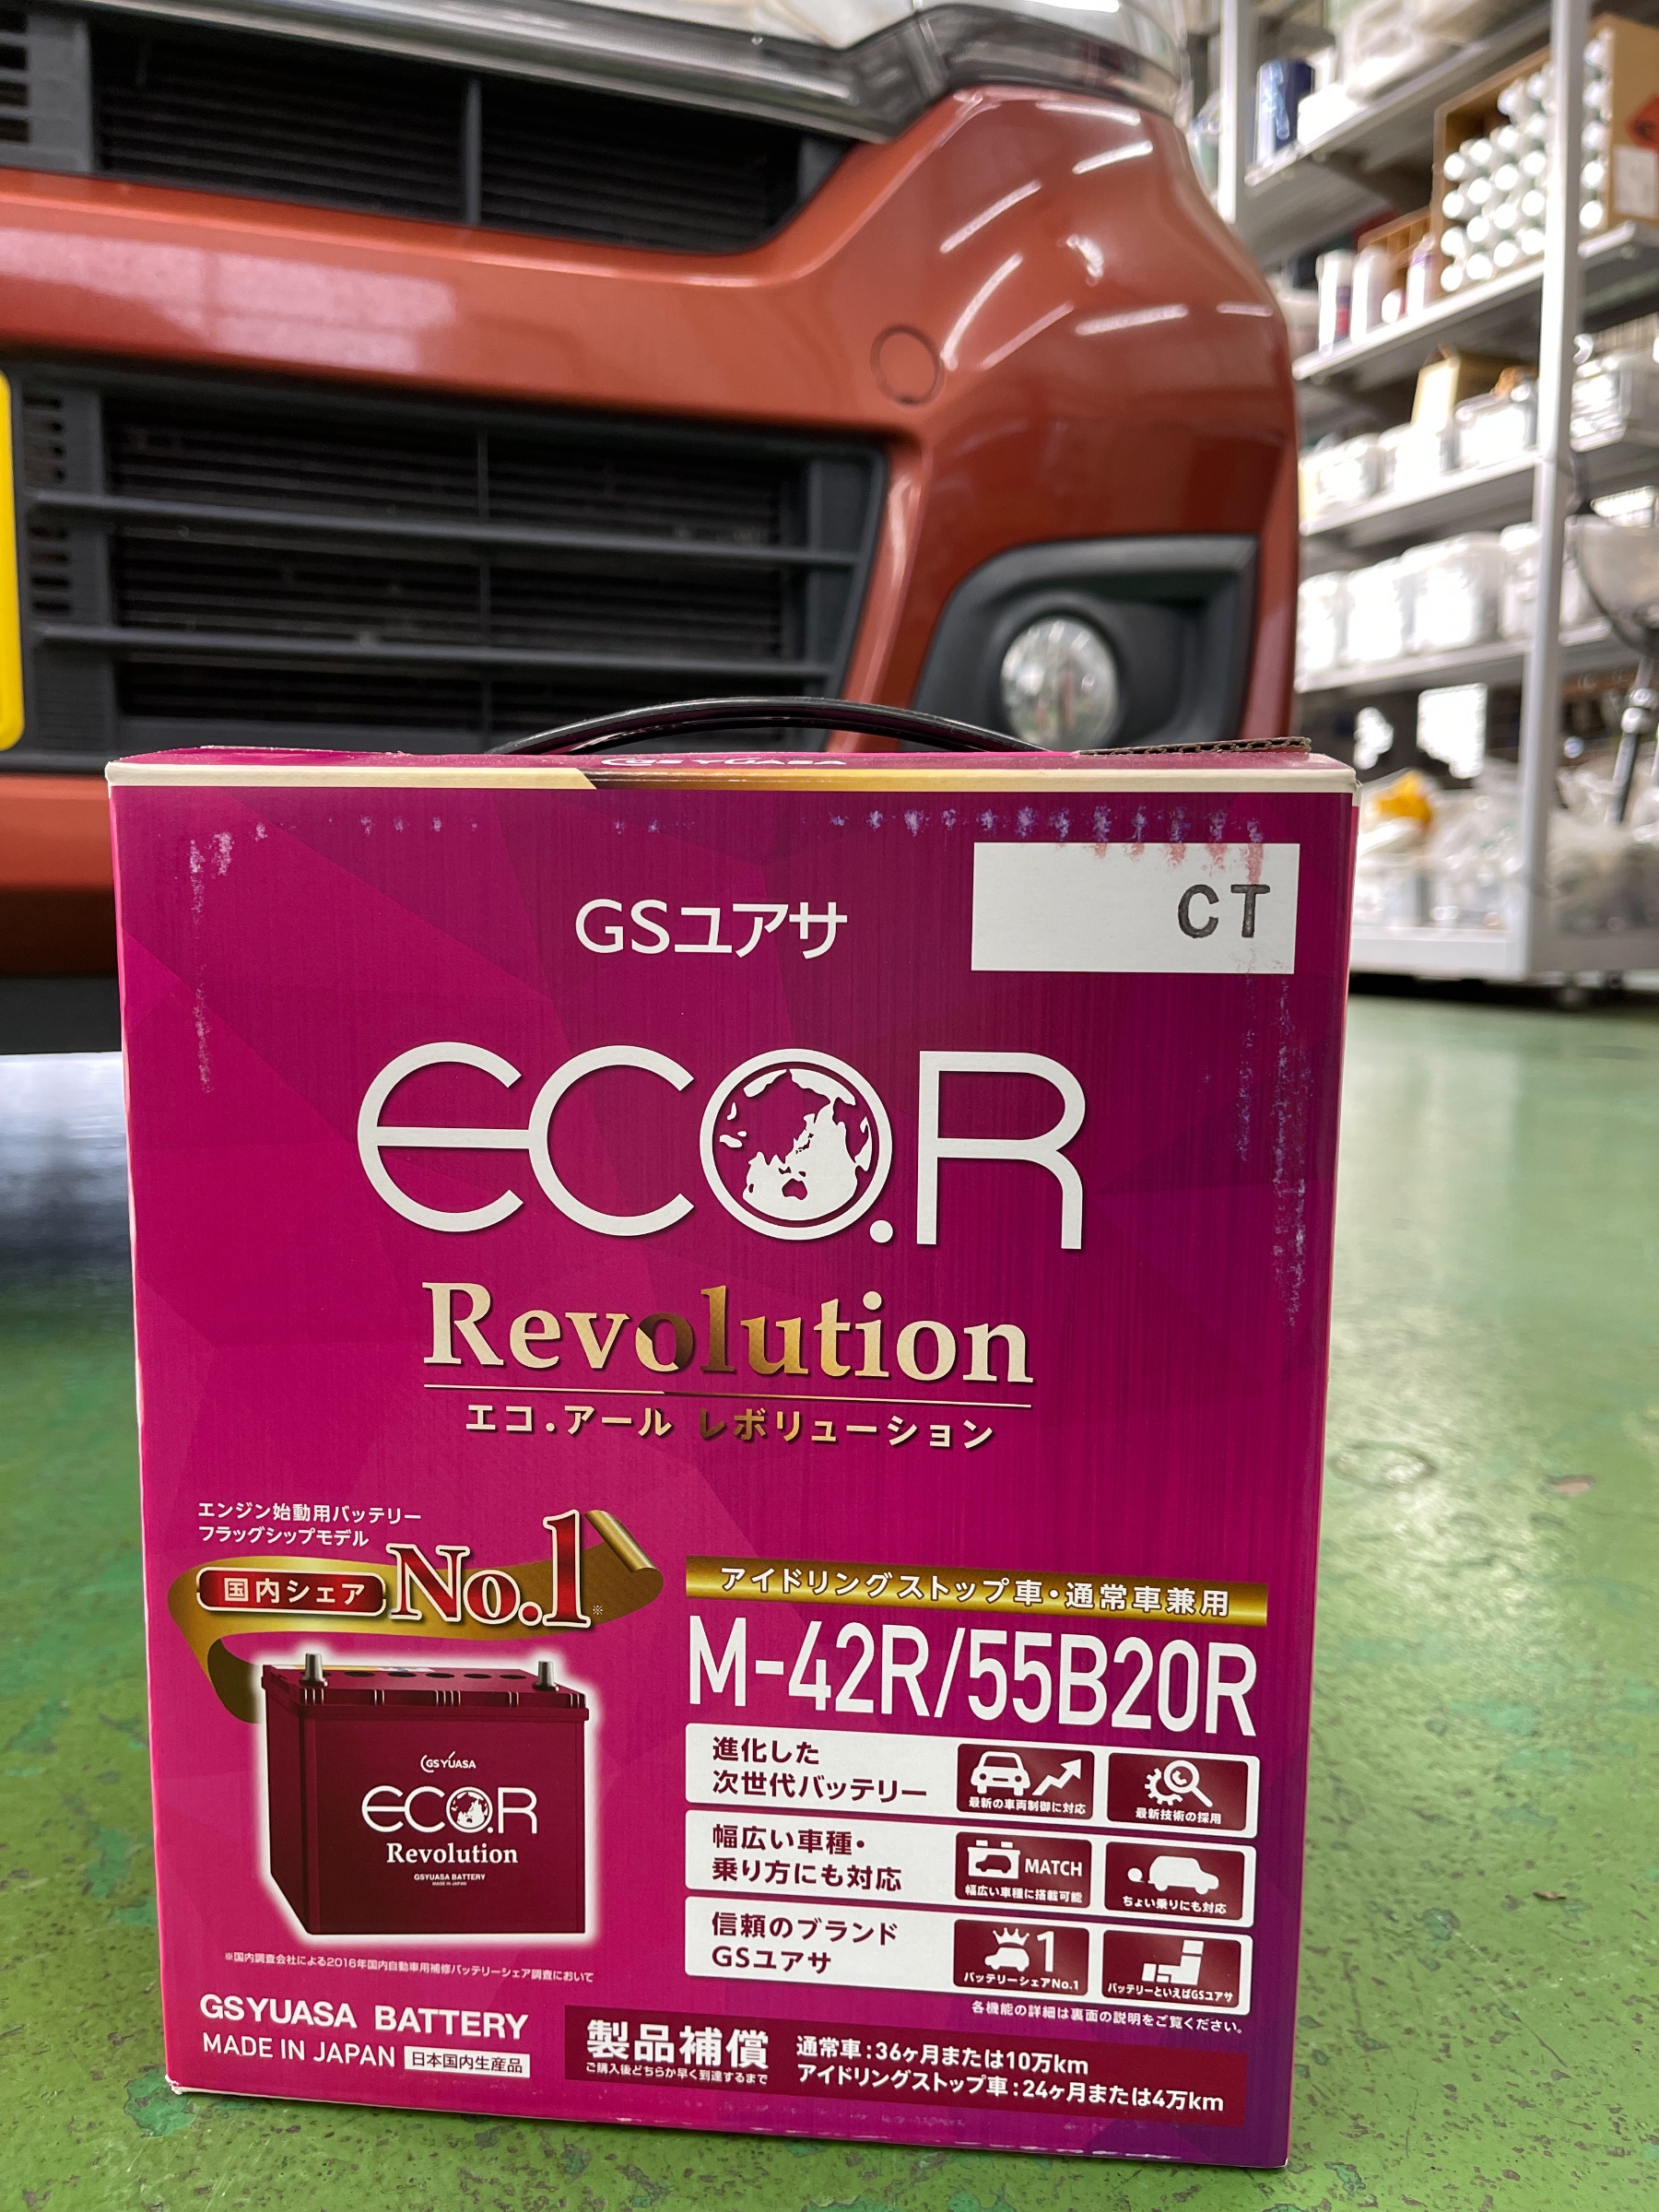 GS YUASA
CT
GSユアサ
ECO.R
Revolution
エコ.アール レボリューション
エンジン始動用バッテリー
フラッグシップモデル
国内シェア No.1※
アイドリングストップ車・通常車兼用
M-42R/55B20R
進化した
次世代バッテリー
最新の車両制御に対応
最新技術の採用
幅広い車種・
乗り方にも対応
MATCH
幅広い車種に搭載可能
ちょい乗りにも対応
信頼のブランド
GSユアサ
1
バッテリーシェアNo.1
バッテリーといえばGSユアサ
各機能の詳細は裏面の説明をご覧ください。
GS YUASA
ECO.R
Revolution
GSYUASA BATTERY
MADE IN JAPAN
※国内調査会社による2016年国内自動車用補修バッテリーシェア調査において
GS YUASA BATTERY
MADE IN JAPAN 日本国内生産品
製品補償
ご購入後どちらか早く到達するまで
通常車:36ヶ月または10万km
アイドリングストップ車:24ヶ月または4万km